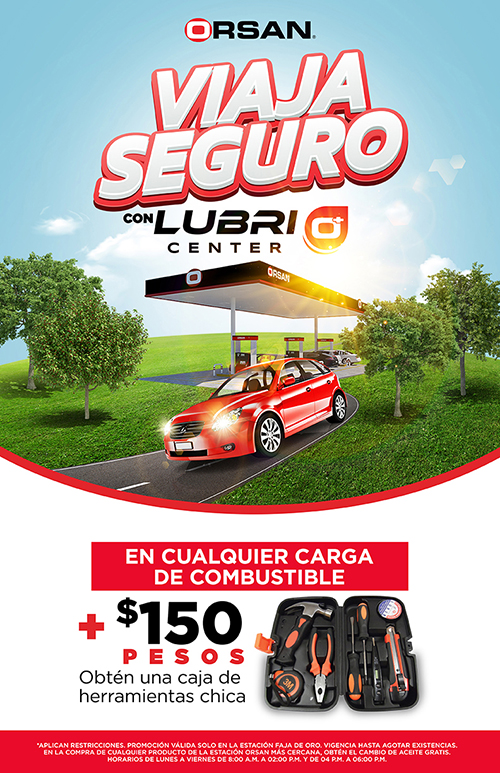 ORSAN®
VIAJA
SEGURO
CON LUBRI
CENTER
ORSAN
EN CUALQUIER CARGA
DE COMBUSTIBLE
+ $150
PESOS
Obtén una caja de
herramientas chica
*APLICAN RESTRICCIONES. PROMOCIÓN VÁLIDA SOLO EN LA ESTACIÓN FAJA DE ORO. VIGENCIA HASTA AGOTAR EXISTENCIAS.
EN LA COMPRA DE CUALQUIER PRODUCTO DE LA ESTACIÓN ORSAN MÁS CERCANA, OBTÉN EL CAMBIO DE ACEITE GRATIS.
HORARIOS DE LUNES A VIERNES DE 8:00 A.M. A 02:00 P.M. Y DE 04 P.M. A 06:00 P.M.